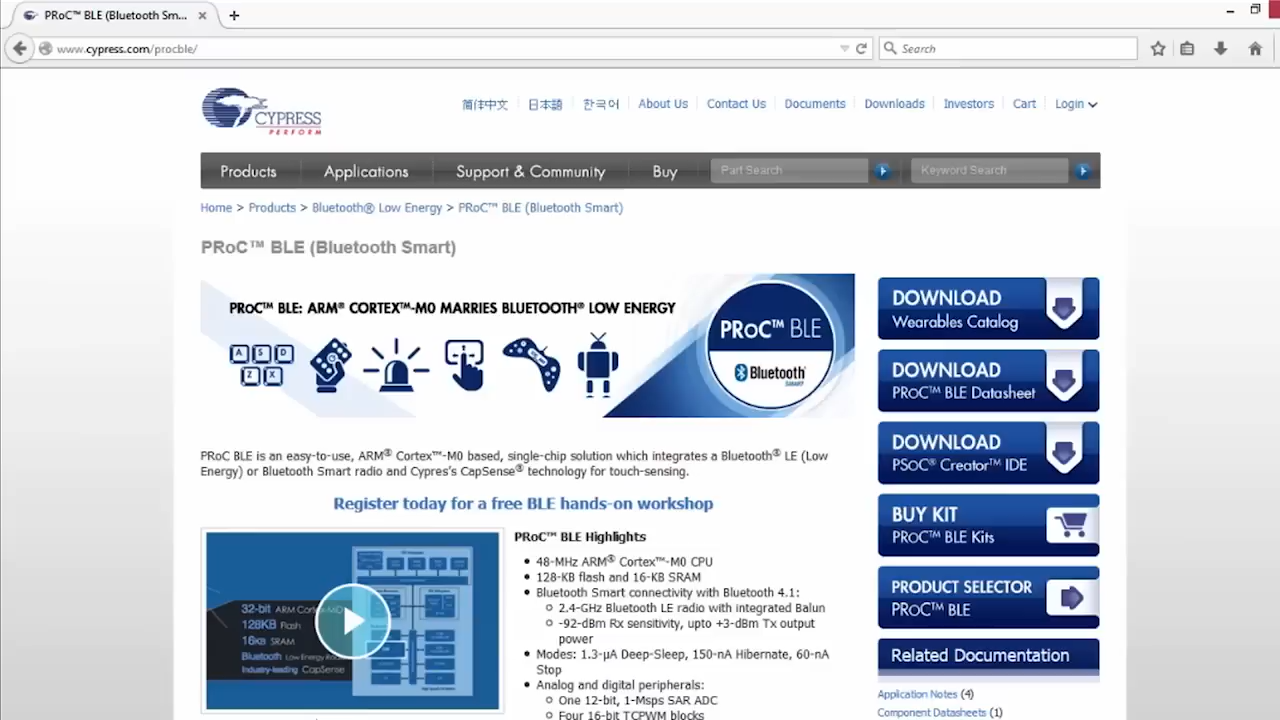 PRoC™ BLE (Bluetooth Sm...
www.cypress.com/procble/
Search
CYPRESS
PERFORM
简体中文 日本語 한국어 About Us Contact Us Documents Downloads Investors Cart Login
Products Applications Support & Community Buy Part Search Keyword Search
Home > Products > Bluetooth® Low Energy > PRoC™ BLE (Bluetooth Smart)
PRoC™ BLE (Bluetooth Smart)
PRoC™ BLE: ARM® CORTEX™-M0 MARRIES BLUETOOTH® LOW ENERGY
A S D
Z X
PRoC™ BLE
Bluetooth®
SMART
DOWNLOAD
Wearables Catalog
DOWNLOAD
PRoC™ BLE Datasheet
DOWNLOAD
PSoC® Creator™ IDE
BUY KIT
PRoC™ BLE Kits
PRODUCT SELECTOR
PRoC™ BLE
Related Documentation
Application Notes (4)
Component Datasheets (1)
PRoC BLE is an easy-to-use, ARM® Cortex™-M0 based, single-chip solution which integrates a Bluetooth® LE (Low
Energy) or Bluetooth Smart radio and Cypres's CapSense® technology for touch-sensing.
Register today for a free BLE hands-on workshop
32-bit ARM Cortex-M0
128KB Flash
16KB SRAM
Bluetooth Low Energy Radio
Industry-leading CapSense
PRoC™ BLE Highlights
48-MHz ARM® Cortex™-M0 CPU
128-KB flash and 16-KB SRAM
Bluetooth Smart connectivity with Bluetooth 4.1:
2.4-GHz Bluetooth LE radio with integrated Balun
-92-dBm Rx sensitivity, upto +3-dBm Tx output
power
Modes: 1.3-µA Deep-Sleep, 150-nA Hibernate, 60-nA
Stop
Analog and digital peripherals:
One 12-bit, 1-Msps SAR ADC
Four 16-bit TCPWM blocks